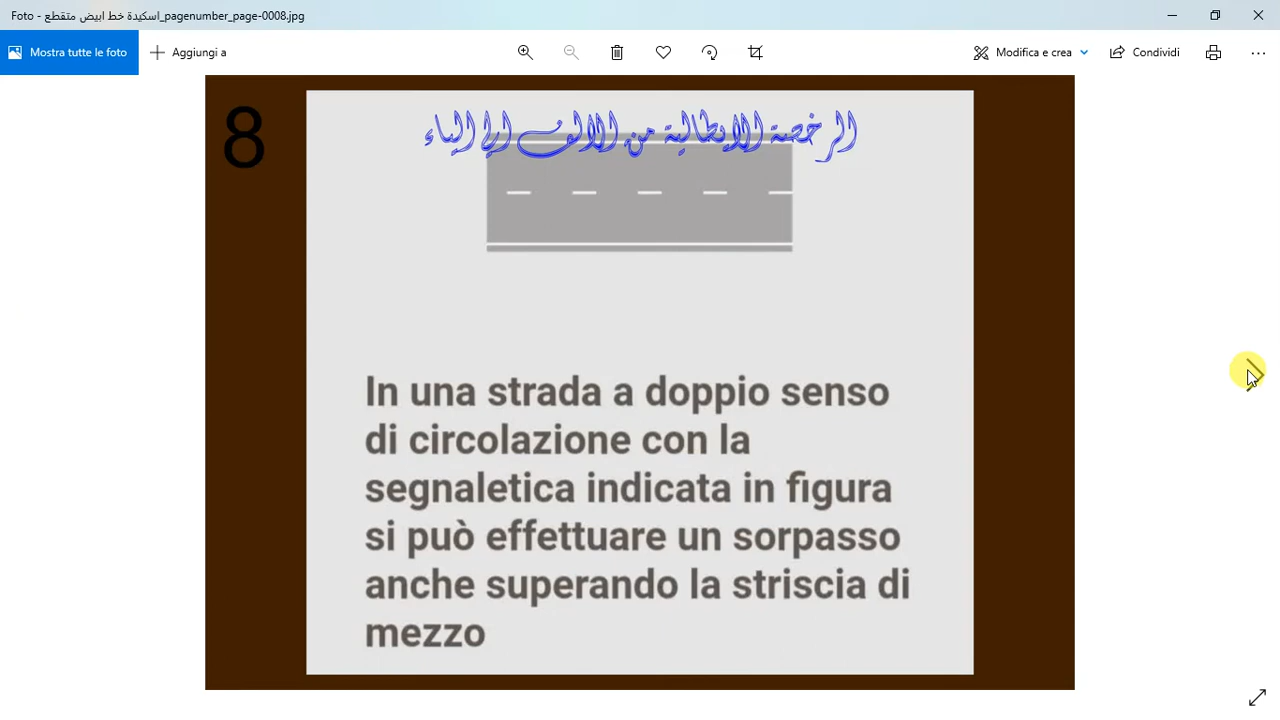 Foto - اسكيدة خط ابيض متقطع_pagenumber_page-0008.jpg
Mostra tutte le foto
Aggiungi a
Modifica e crea
Condividi
8
الرخصة الايطالية من الالف الى الياء
In una strada a doppio senso
di circolazione con la
segnaletica indicata in figura
si può effettuare un sorpasso
anche superando la striscia di
mezzo